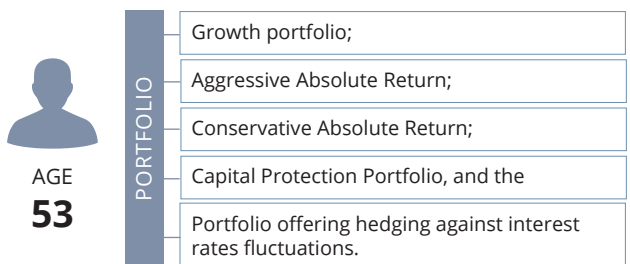 AGE
53
PORTFOLIO
Growth portfolio;
Aggressive Absolute Return;
Conservative Absolute Return;
Capital Protection Portfolio, and the
Portfolio offering hedging against interest
rates fluctuations.